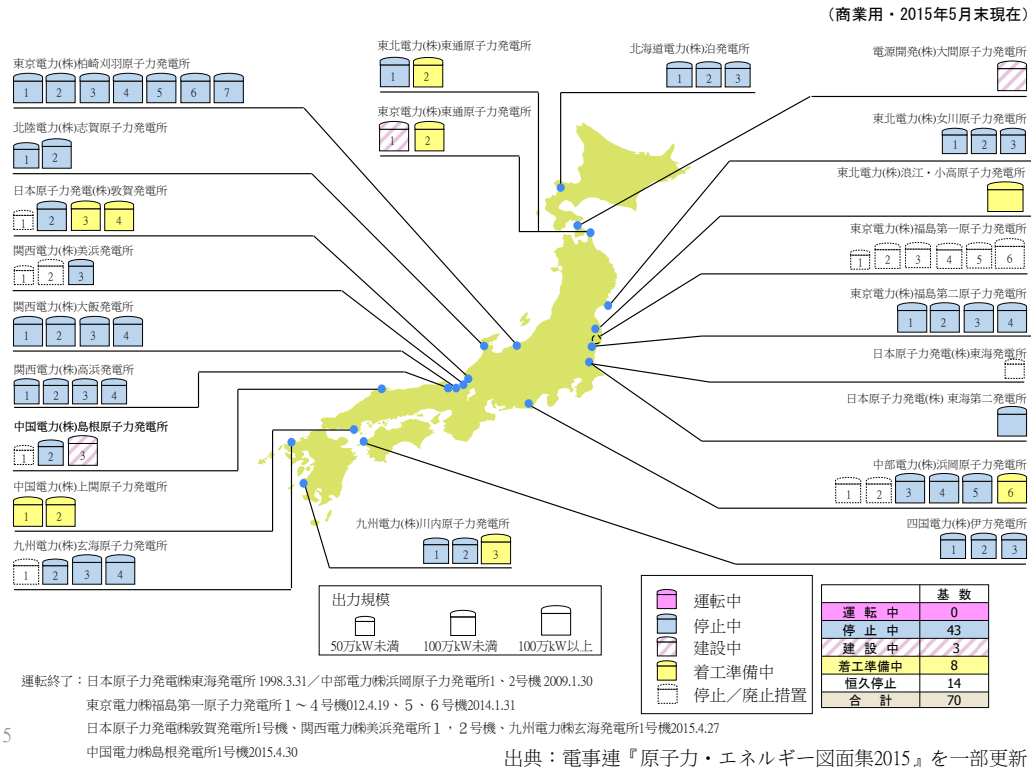 (商業用・2015年5月末現在)
東京電力(株)柏崎刈羽原子力発電所
1 2 3 4 5 6 7
北陸電力(株)志賀原子力発電所
1 2
日本原子力発電(株)敦賀発電所
1 2 3 4
関西電力(株)美浜発電所
1 2 3
関西電力(株)大飯発電所
1 2 3 4
関西電力(株)高浜発電所
1 2 3 4
中国電力(株)島根原子力発電所
1 2 3
中国電力(株)上関原子力発電所
1 2
九州電力(株)玄海原子力発電所
1 2 3 4
東北電力(株)東通原子力発電所
1 2
東京電力(株)東通原子力発電所
1 2
北海道電力(株)泊発電所
1 2 3
電源開発(株)大間原子力発電所
東北電力(株)女川原子力発電所
1 2 3
東北電力(株)浪江・小高原子力発電所
東京電力(株)福島第一原子力発電所
1 2 3 4 5 6
東京電力(株)福島第二原子力発電所
1 2 3 4
日本原子力発電(株)東海発電所
日本原子力発電(株) 東海第二発電所
中部電力(株)浜岡原子力発電所
1 2 3 4 5 6
四国電力(株)伊方発電所
1 2 3
九州電力(株)川内原子力発電所
1 2 3
出力規模
50万kW未満 100万kW未満 100万kW以上
運転中
停止中
建設中
着工準備中
停止／廃止措置
基 数
運 転 中 0
停 止 中 43
建 設 中 3
着工準備中 8
恒久停止 14
合 計 70
運転終了：日本原子力発電㈱東海発電所 1998.3.31／中部電力㈱浜岡原子力発電所1、2号機 2009.1.30
東京電力㈱福島第一原子力発電所１～４号機012.4.19、５、６号機2014.1.31
日本原子力発電㈱敦賀発電所1号機、関西電力㈱美浜発電所１，２号機、九州電力㈱玄海発電所1号機2015.4.27
中国電力㈱島根発電所1号機2015.4.30
5
出典：電事連『原子力・エネルギー図面集2015』を一部更新